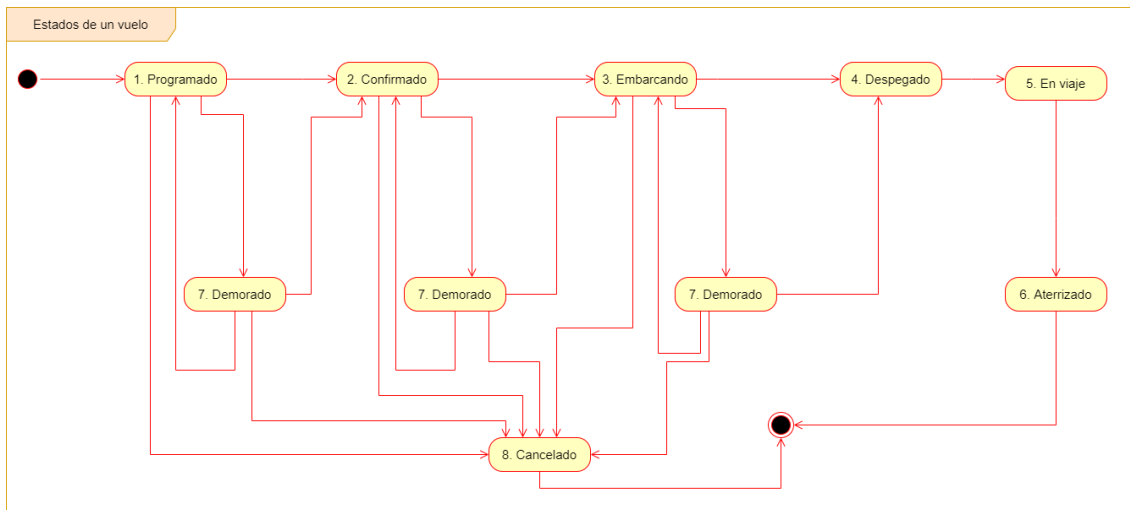 Estados de un vuelo
1. Programado
2. Confirmado
3. Embarcando
4. Despegado
5. En viaje
7. Demorado
7. Demorado
7. Demorado
6. Aterrizado
8. Cancelado